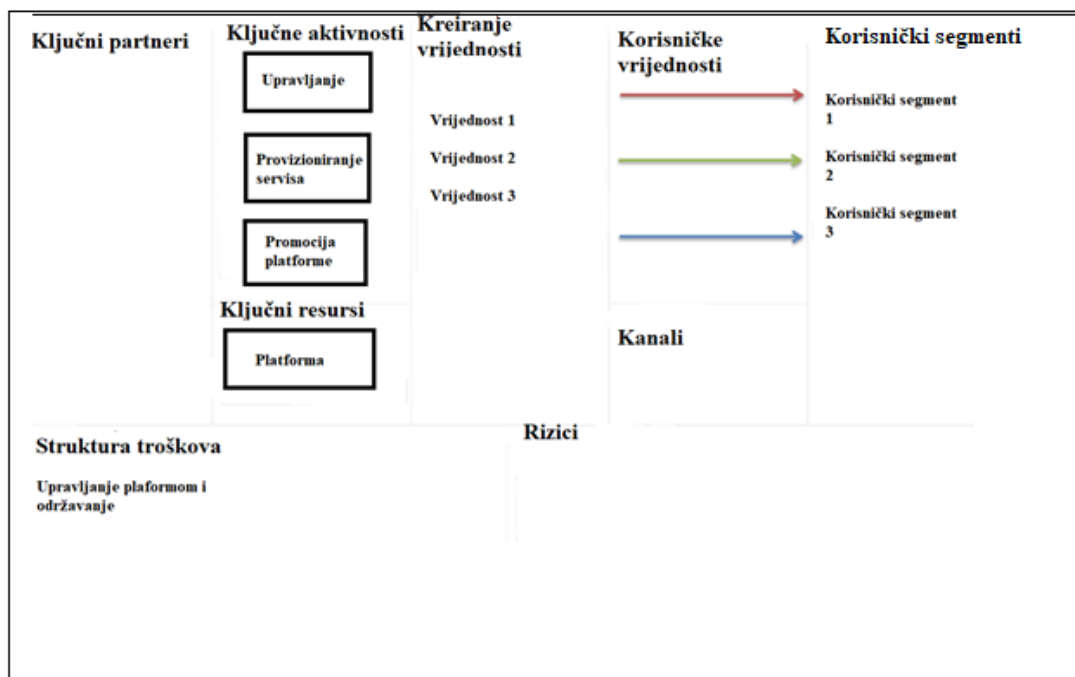 Ključni partneri
Ključne aktivnosti
Upravljanje
Provizioniranje
servisa
Promocija
platforme
Ključni resursi
Platforma
Kreiranje
vrijednosti
Vrijednost 1
Vrijednost 2
Vrijednost 3
Korisničke
vrijednosti
Kanali
Korisnički segmenti
Korisnički segment
1
Korisnički segment
2
Korisnički segment
3
Struktura troškova
Upravljanje plaformom i
održavanje
Rizici